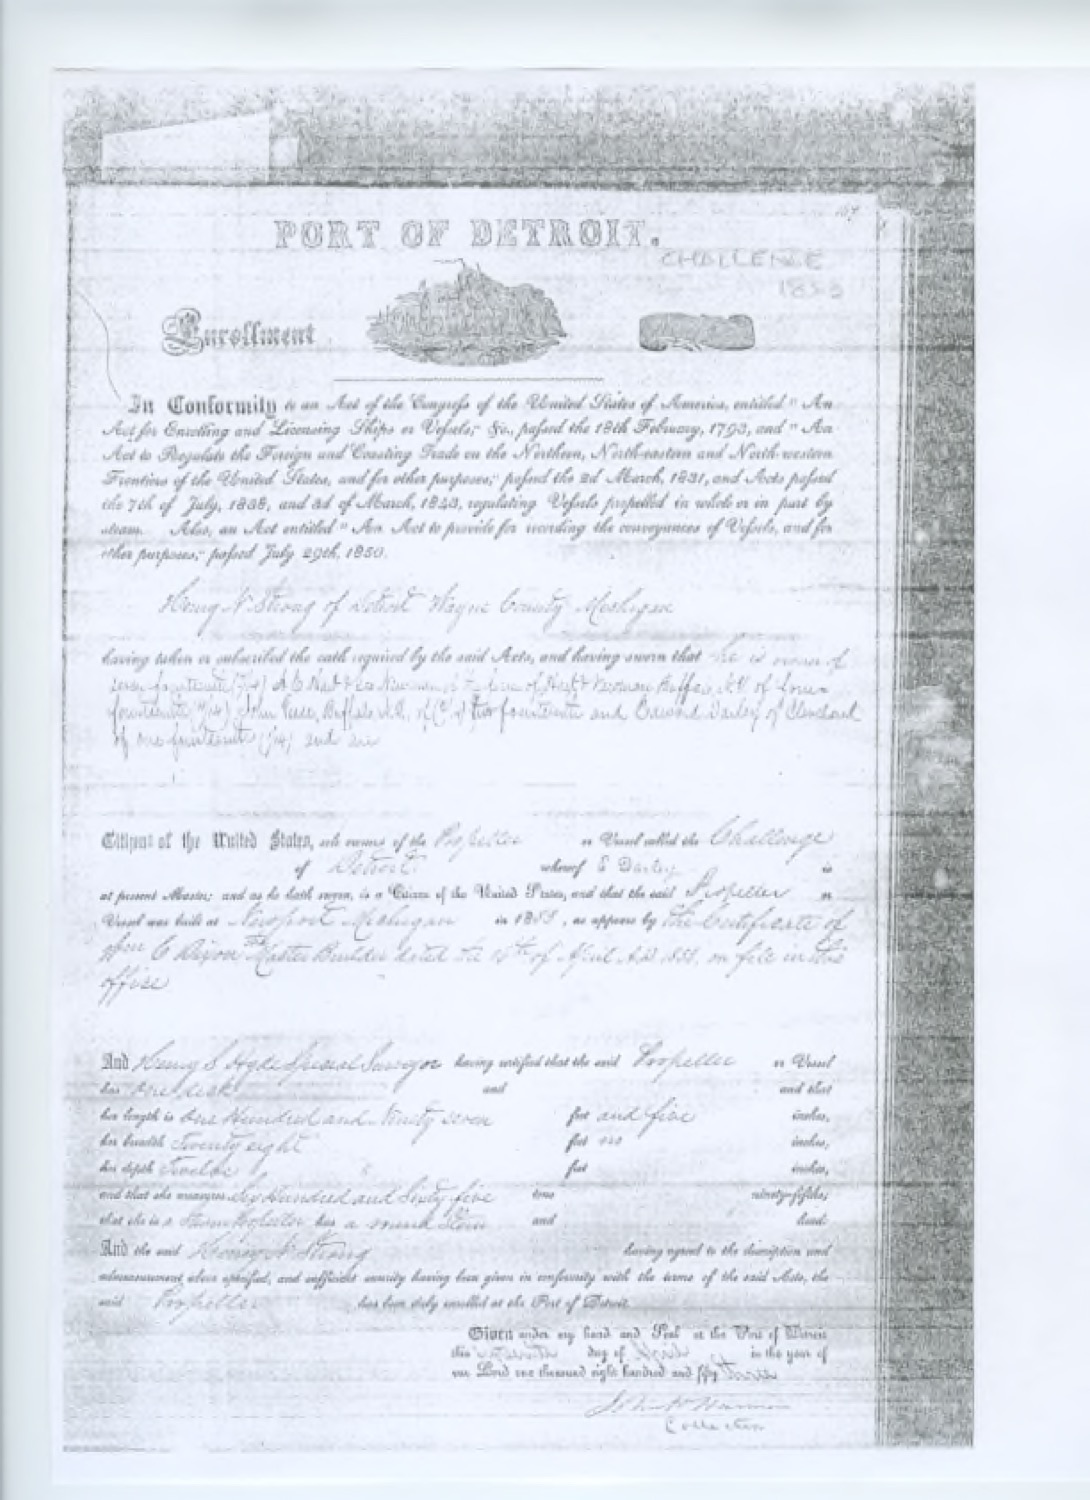 107
PORT OF DETROIT.
CHALLENGE
1853
Enrollment
In Conformity to an Act of the Congress of the United States of America, entitled "An
Act for Enrolling and Licensing Ships or Vessels," &c., passed the 18th February, 1793, and "An
Act to Regulate the Foreign and Coasting Trade on the Northern, North-eastern and North-western
Frontiers of the United States, and for other purposes," passed the 2d March, 1831, and Acts passed
the 7th of July, 1838, and 3d of March, 1843, regulating Vessels propelled in whole or in part by
steam. Also, an Act entitled "An Act to provide for recording the conveyances of Vessels, and for
other purposes," passed July 29th, 1850.
Henry N Strong of Detroit Wayne County Michigan
having taken or subscribed the oath required by the said Acts, and having sworn that he is owner of
seven fourteenth (7/14) Buffalo, N.Y. of four
fourteenths (4/14) John Buffalo N.Y. of two fourteenth and Edward Darley of Cleveland
of one fourteenth (1/14) and are
Citizens of the United States, sole owners of the Propeller or Vessel called the Challenge
of Detroit whereof E Darley is
at present Master; and as he hath sworn, is a Citizen of the United States, and that the said Propeller or
Vessel was built at Newport Michigan in 1853, as appears by the Certificate of
C Dixon Master Builder dated the of April A.D. 1853, on file in this
office
And Henry S Hyde Special Surveyor having certified that the said Propeller or Vessel
has one deck and and that
her length is one Hundred and Ninety seven feet and five inches,
her breadth Twenty eight feet no inches,
her depth Twelve feet inches,
and that she measures Six Hundred and Sixty five tons ninety-fifths;
that she is a Steam Propeller has a round Stern and head:
And the said Henry N Strong having agreed to the description and
admeasurement above specified, and sufficient security having been given in conformity with the terms of the said Acts, the
said Propeller has been duly enrolled at the Port of Detroit
Given under my hand and Seal at the Port of Detroit
this day of April in the year of
our Lord one thousand eight hundred and fifty three
Collector